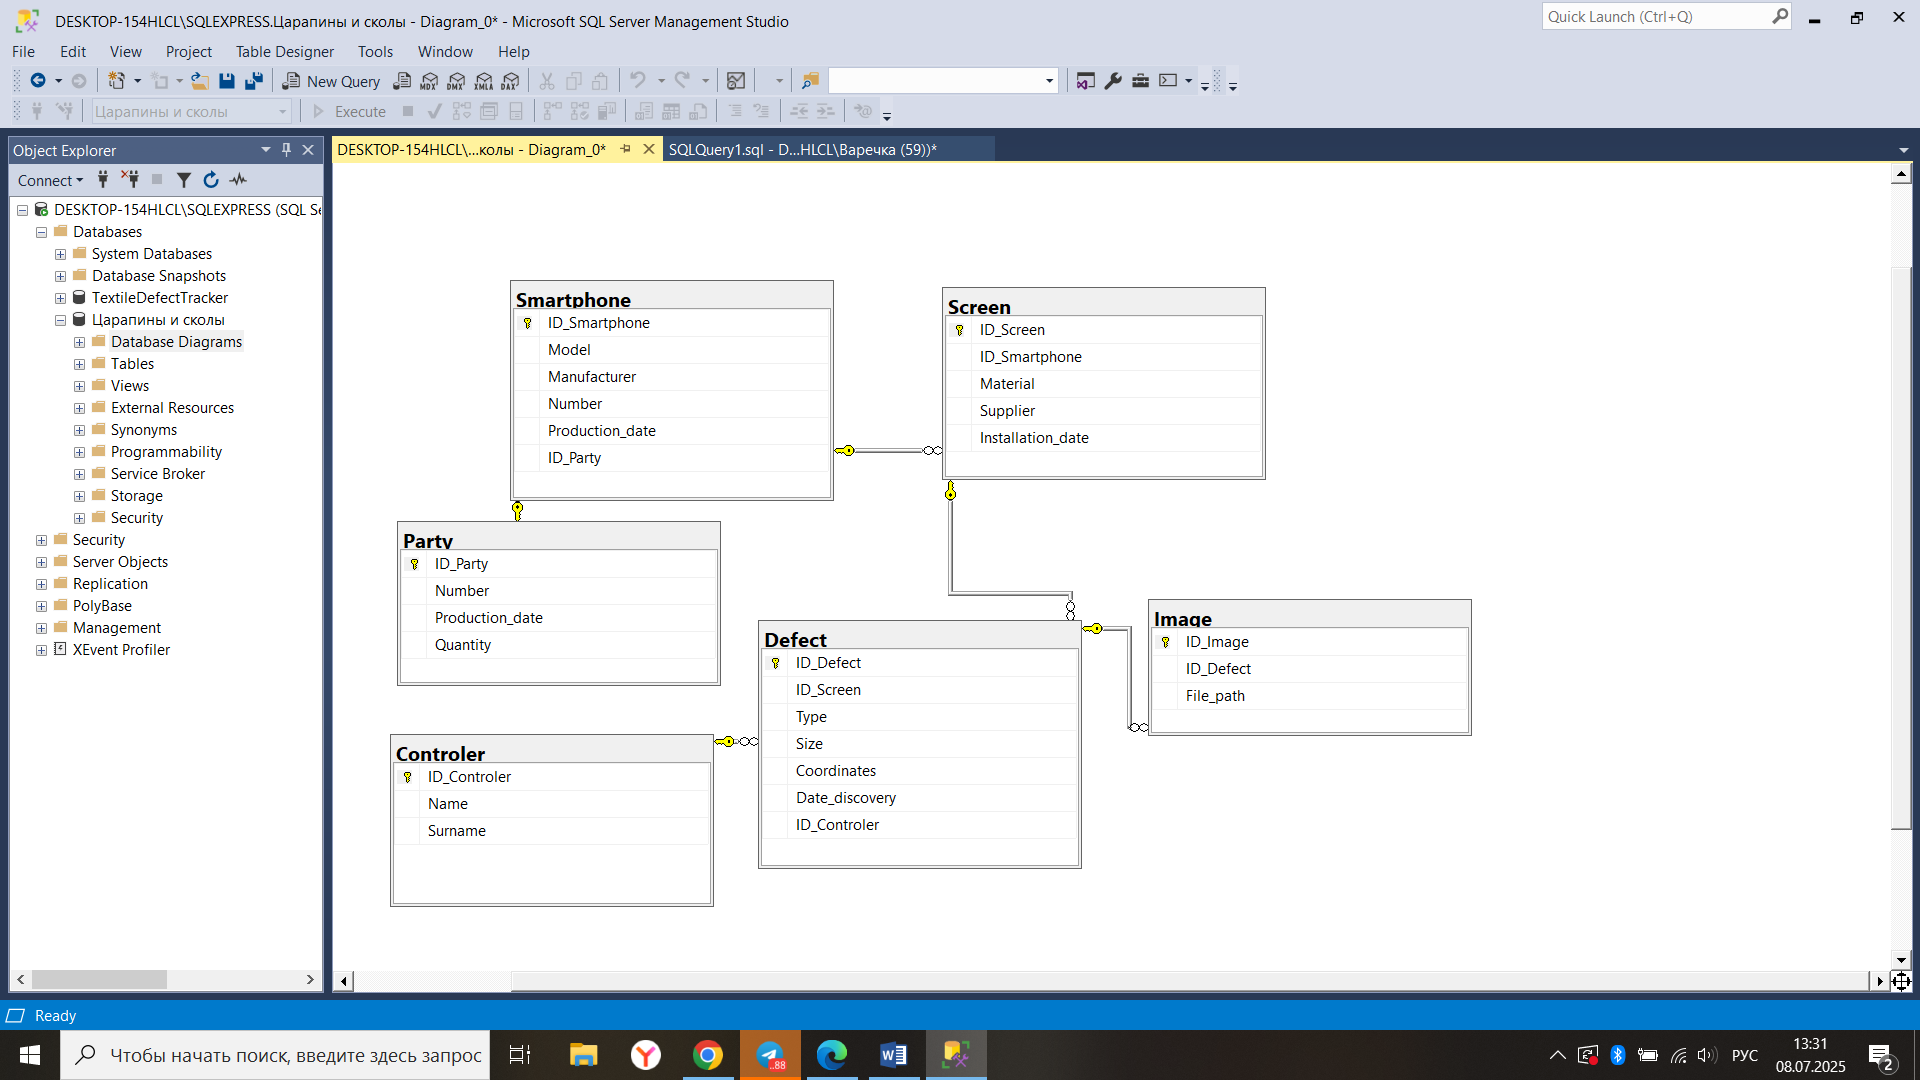 DESKTOP-154HLCL\SQLEXPRESS.Царапины и сколы - Diagram_0* - Microsoft SQL Server Management Studio
Quick Launch (Ctrl+Q)
File Edit View Project Table Designer Tools Window Help
New Query MDX DMX XMLA DAX
Царапины и сколы Execute
Object Explorer
DESKTOP-154HLCL\...колы - Diagram_0* SQLQuery1.sql - D...HLCL\Варечка (59))*
Connect
DESKTOP-154HLCL\SQLEXPRESS (SQL Se
Databases
System Databases
Database Snapshots
TextileDefectTracker
Царапины и сколы
Database Diagrams
Tables
Views
External Resources
Synonyms
Programmability
Service Broker
Storage
Security
Security
Server Objects
Replication
PolyBase
Management
XEvent Profiler
Smartphone
ID_Smartphone
Model
Manufacturer
Number
Production_date
ID_Party
Screen
ID_Screen
ID_Smartphone
Material
Supplier
Installation_date
Party
ID_Party
Number
Production_date
Quantity
Defect
ID_Defect
ID_Screen
Type
Size
Coordinates
Date_discovery
ID_Controler
Image
ID_Image
ID_Defect
File_path
Controler
ID_Controler
Name
Surname
Ready
Чтобы начать поиск, введите здесь запрос
..88
РУС
13:31
08.07.2025
2